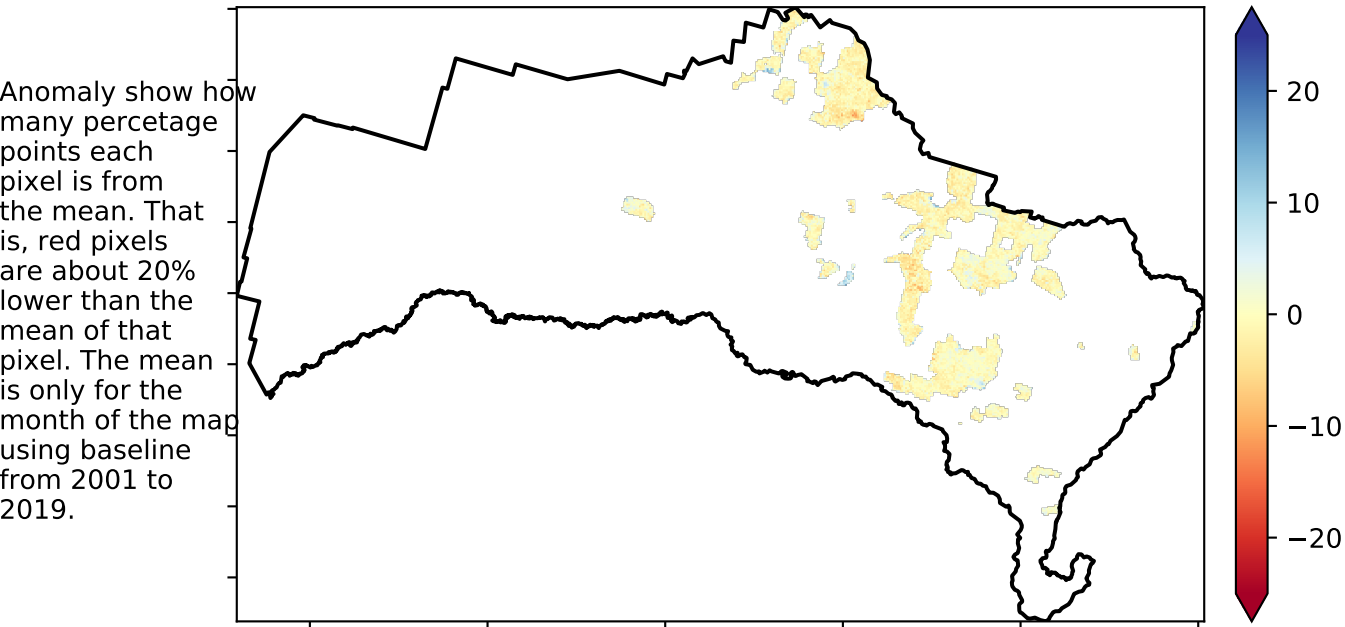 Anomaly show how
many percetage
points each
pixel is from
the mean. That
is, red pixels
are about 20%
lower than the
mean of that
pixel. The mean
is only for the
month of the map
using baseline
from 2001 to
2019.
20
10
0
−10
−20